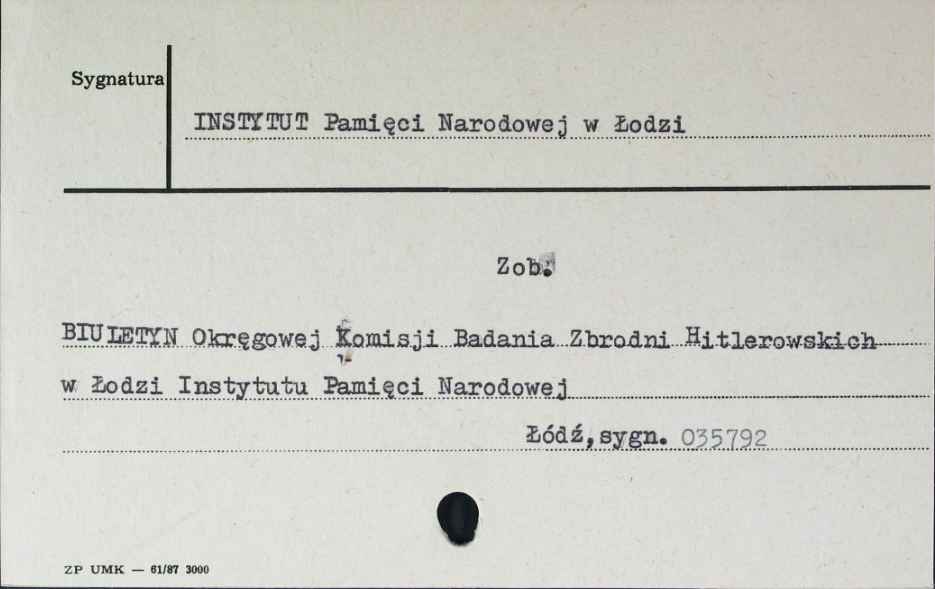 Sygnatura
INSTYTUT Pamięci Narodowej w Łodzi
Zob.
BIULETYN Okręgowej Komisji Badania Zbrodni Hitlerowskich
w Łodzi Instytutu Pamięci Narodowej
Łódź, sygn. 035792
ZP UMK — 61/87 3000